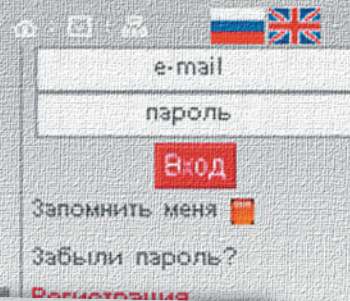 e-mail
пароль
Вход
Запомнить меня
Забыли пароль?
Регистрация